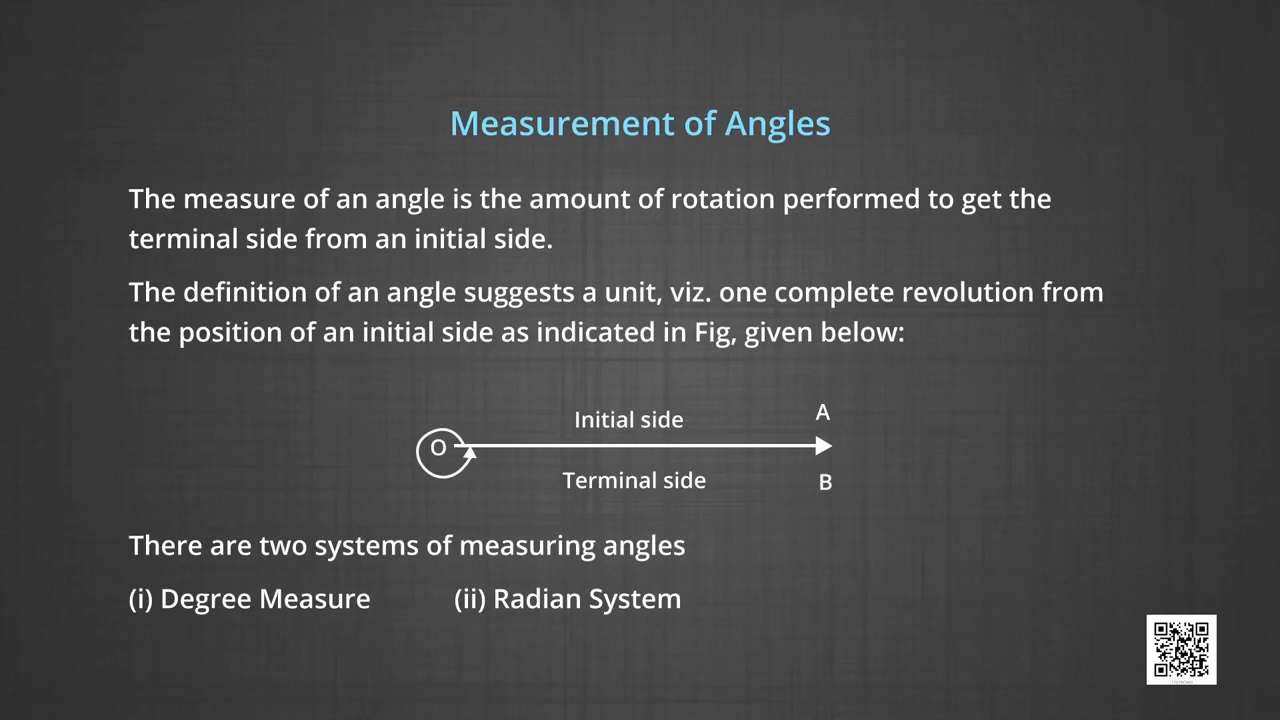 Measurement of Angles
The measure of an angle is the amount of rotation performed to get the
terminal side from an initial side.
The definition of an angle suggests a unit, viz. one complete revolution from
the position of an initial side as indicated in Fig, given below:
Initial side A
O
Terminal side B
There are two systems of measuring angles
(i) Degree Measure (ii) Radian System